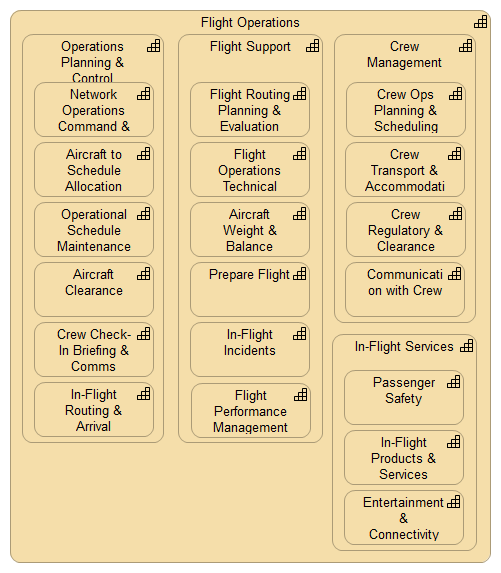 Flight Operations
Operations
Planning &
Control
Network
Operations
Command &
Aircraft to
Schedule
Allocation
Operational
Schedule
Maintenance
Aircraft
Clearance
Crew Check-
In Briefing &
Comms
In-Flight
Routing &
Arrival
Flight Support
Flight Routing
Planning &
Evaluation
Flight
Operations
Technical
Aircraft
Weight &
Balance
Prepare Flight
In-Flight
Incidents
Flight
Performance
Management
Crew
Management
Crew Ops
Planning &
Scheduling
Crew
Transport &
Accommodati
Crew
Regulatory &
Clearance
Communicati
on with Crew
In-Flight Services
Passenger
Safety
In-Flight
Products &
Services
Entertainment
&
Connectivity